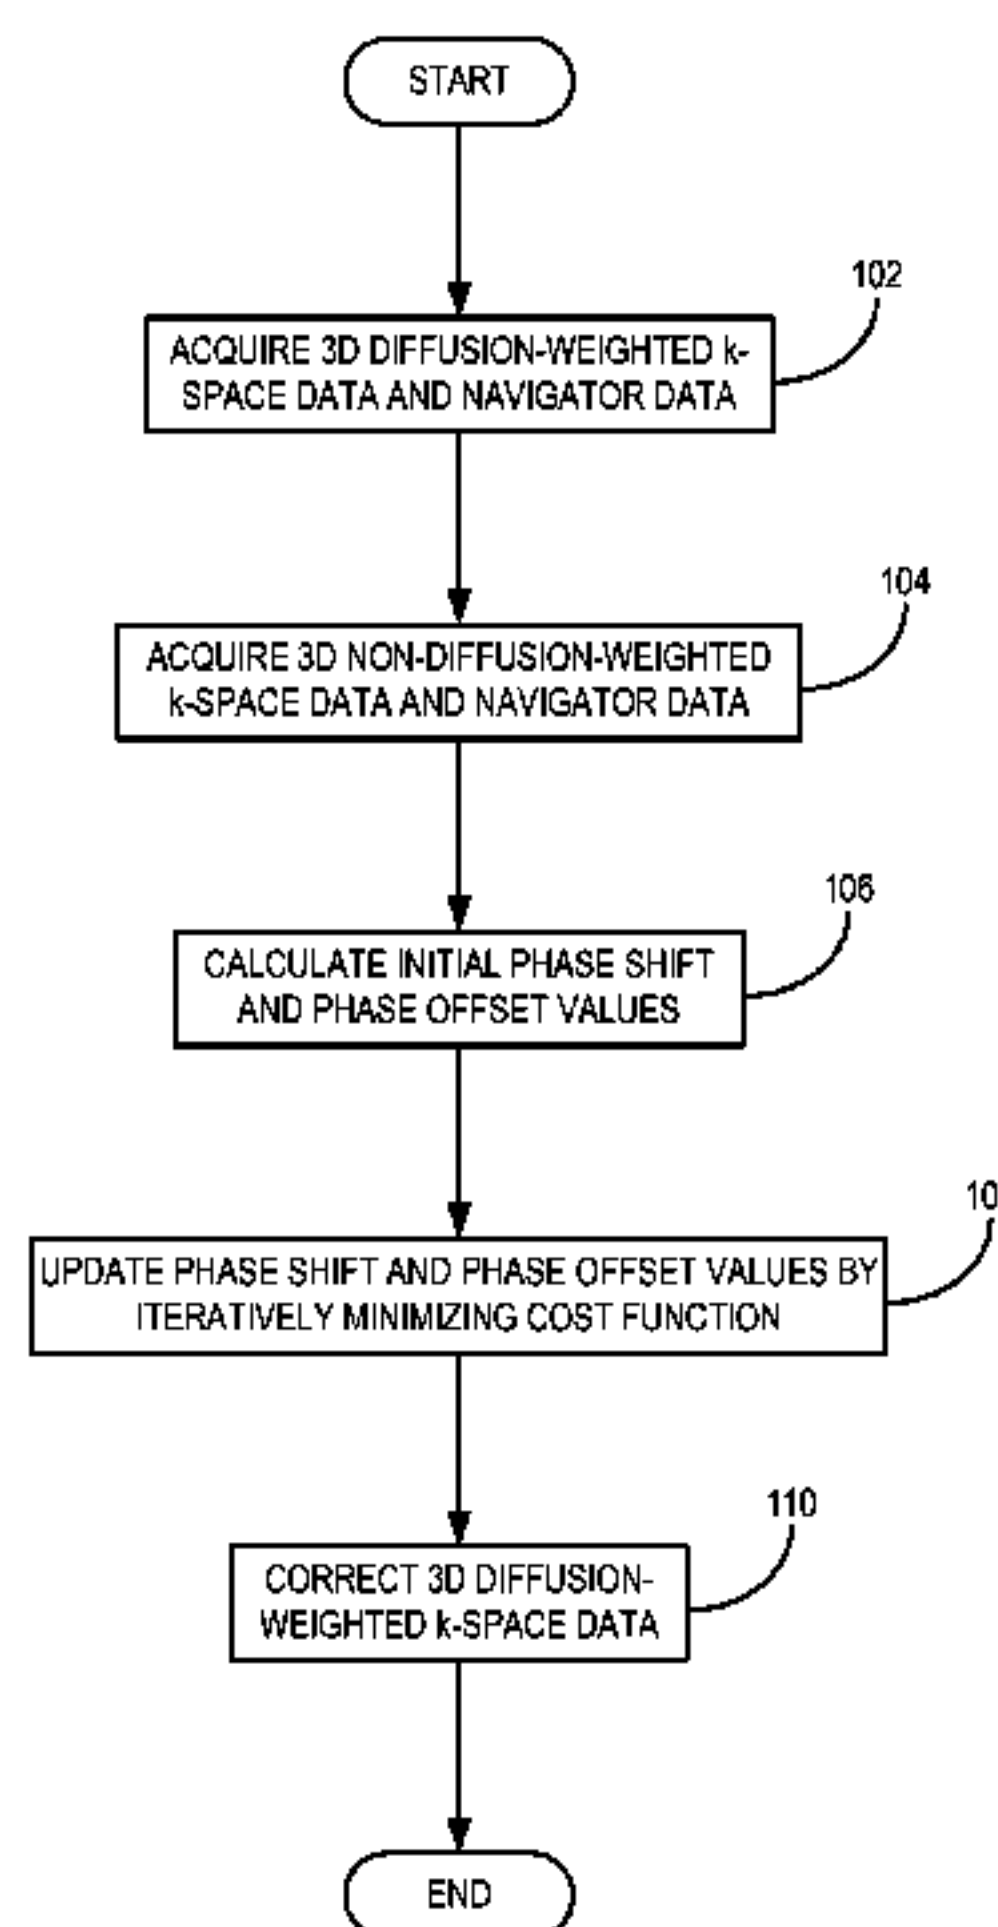 START
102
ACQUIRE 3D DIFFUSION-WEIGHTED k-
SPACE DATA AND NAVIGATOR DATA
104
ACQUIRE 3D NON-DIFFUSION-WEIGHTED
k-SPACE DATA AND NAVIGATOR DATA
106
CALCULATE INITIAL PHASE SHIFT
AND PHASE OFFSET VALUES
10
UPDATE PHASE SHIFT AND PHASE OFFSET VALUES BY
ITERATIVELY MINIMIZING COST FUNCTION
110
CORRECT 3D DIFFUSION-
WEIGHTED k-SPACE DATA
END